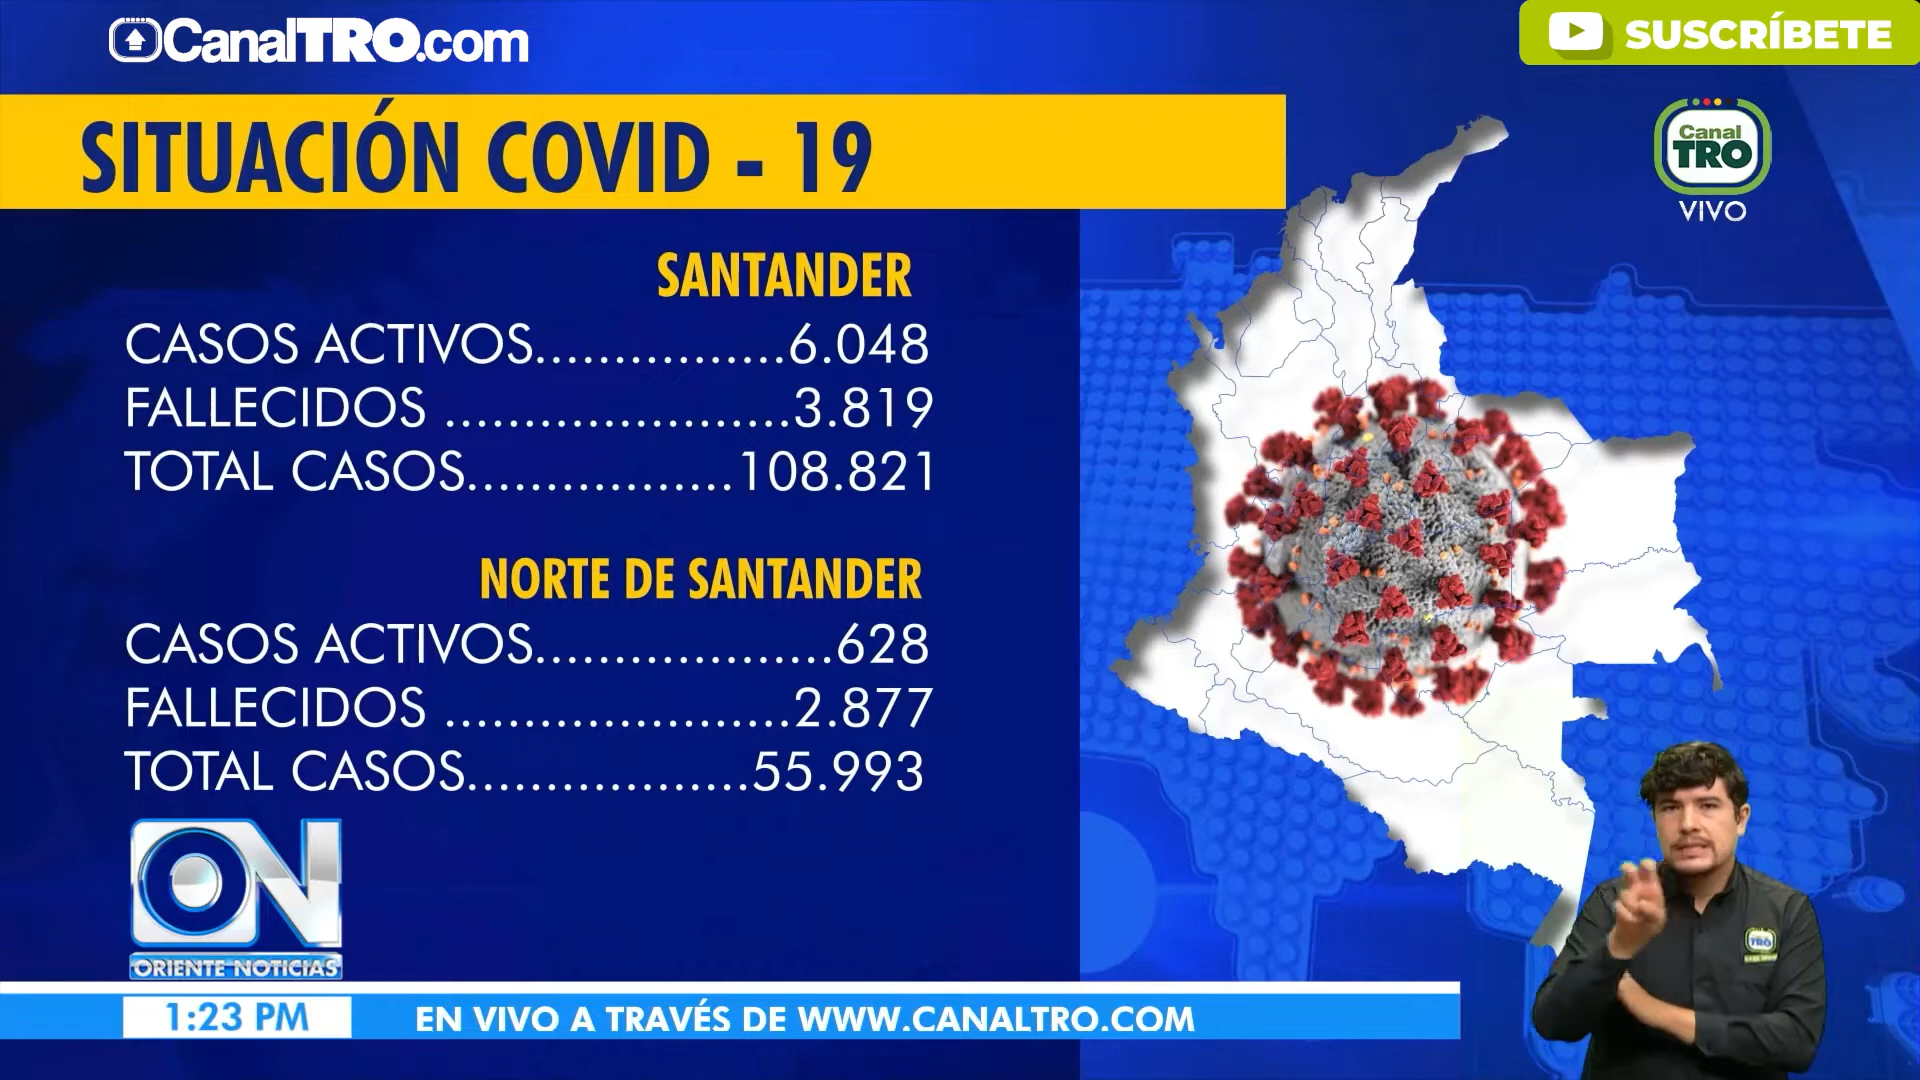 CanalTRO.com
SUSCRÍBETE
SITUACIÓN COVID - 19
Canal
TRO
VIVO
SANTANDER
CASOS ACTIVOS................6.048
FALLECIDOS ......................3.819
TOTAL CASOS.................108.821
NORTE DE SANTANDER
CASOS ACTIVOS...................628
FALLECIDOS ......................2.877
TOTAL CASOS..................55.993
ON
ORIENTE NOTICIAS
TRO
1:23 PM
EN VIVO A TRAVÉS DE WWW.CANALTRO.COM